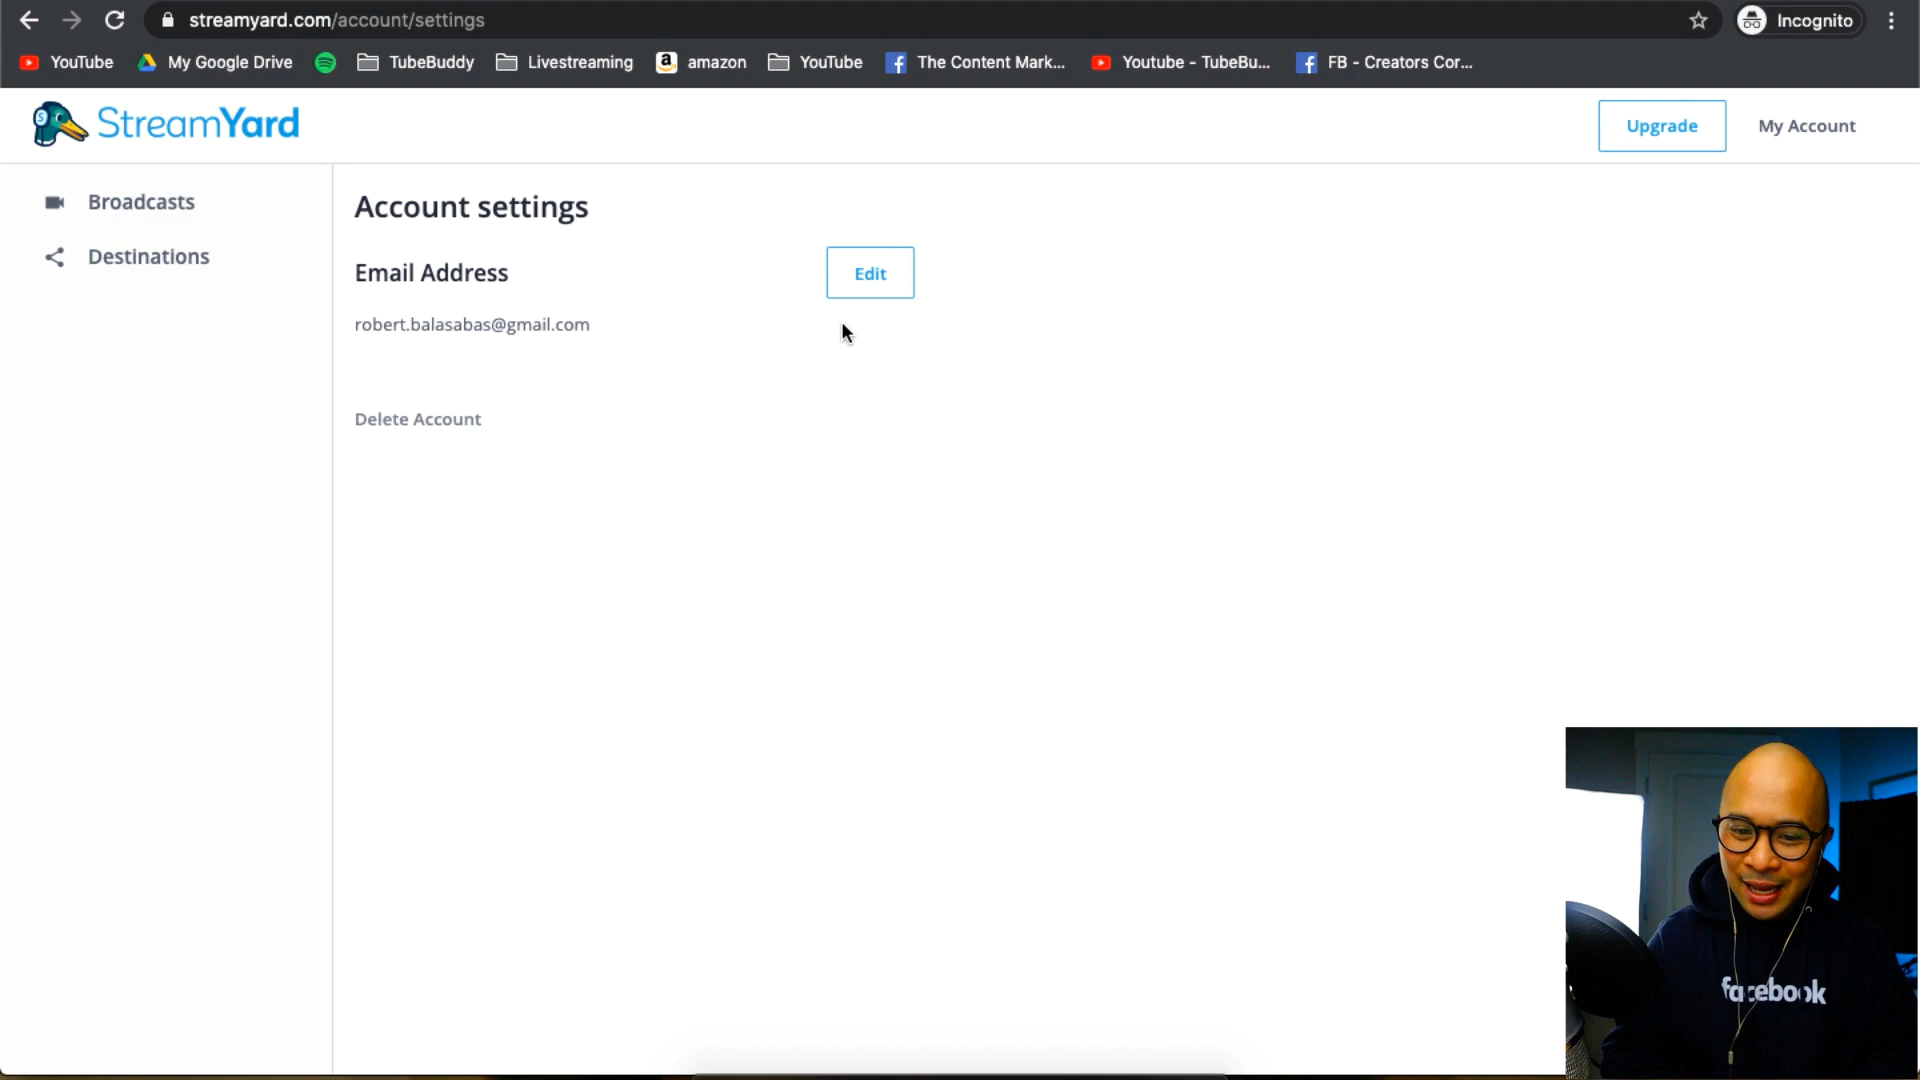 streamyard.com/account/settings
Incognito
YouTube My Google Drive TubeBuddy Livestreaming amazon YouTube The Content Mark... Youtube - TubeBu... FB - Creators Cor...
StreamYard
Upgrade
My Account
Broadcasts
Destinations
Account settings
Email Address
Edit
robert.balasabas@gmail.com
Delete Account
facebook